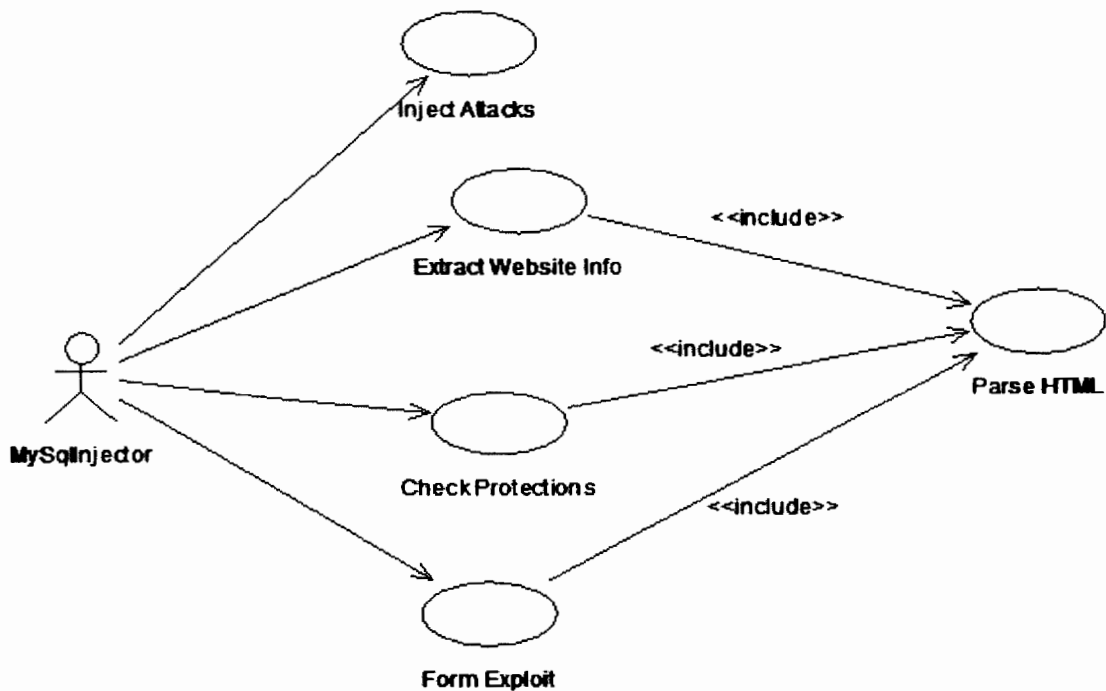 Inject Attacks
<<include>>
Extract Website Info
<<include>>
Parse HTML
MySqlInjector
Check Protections
<<include>>
Form Exploit